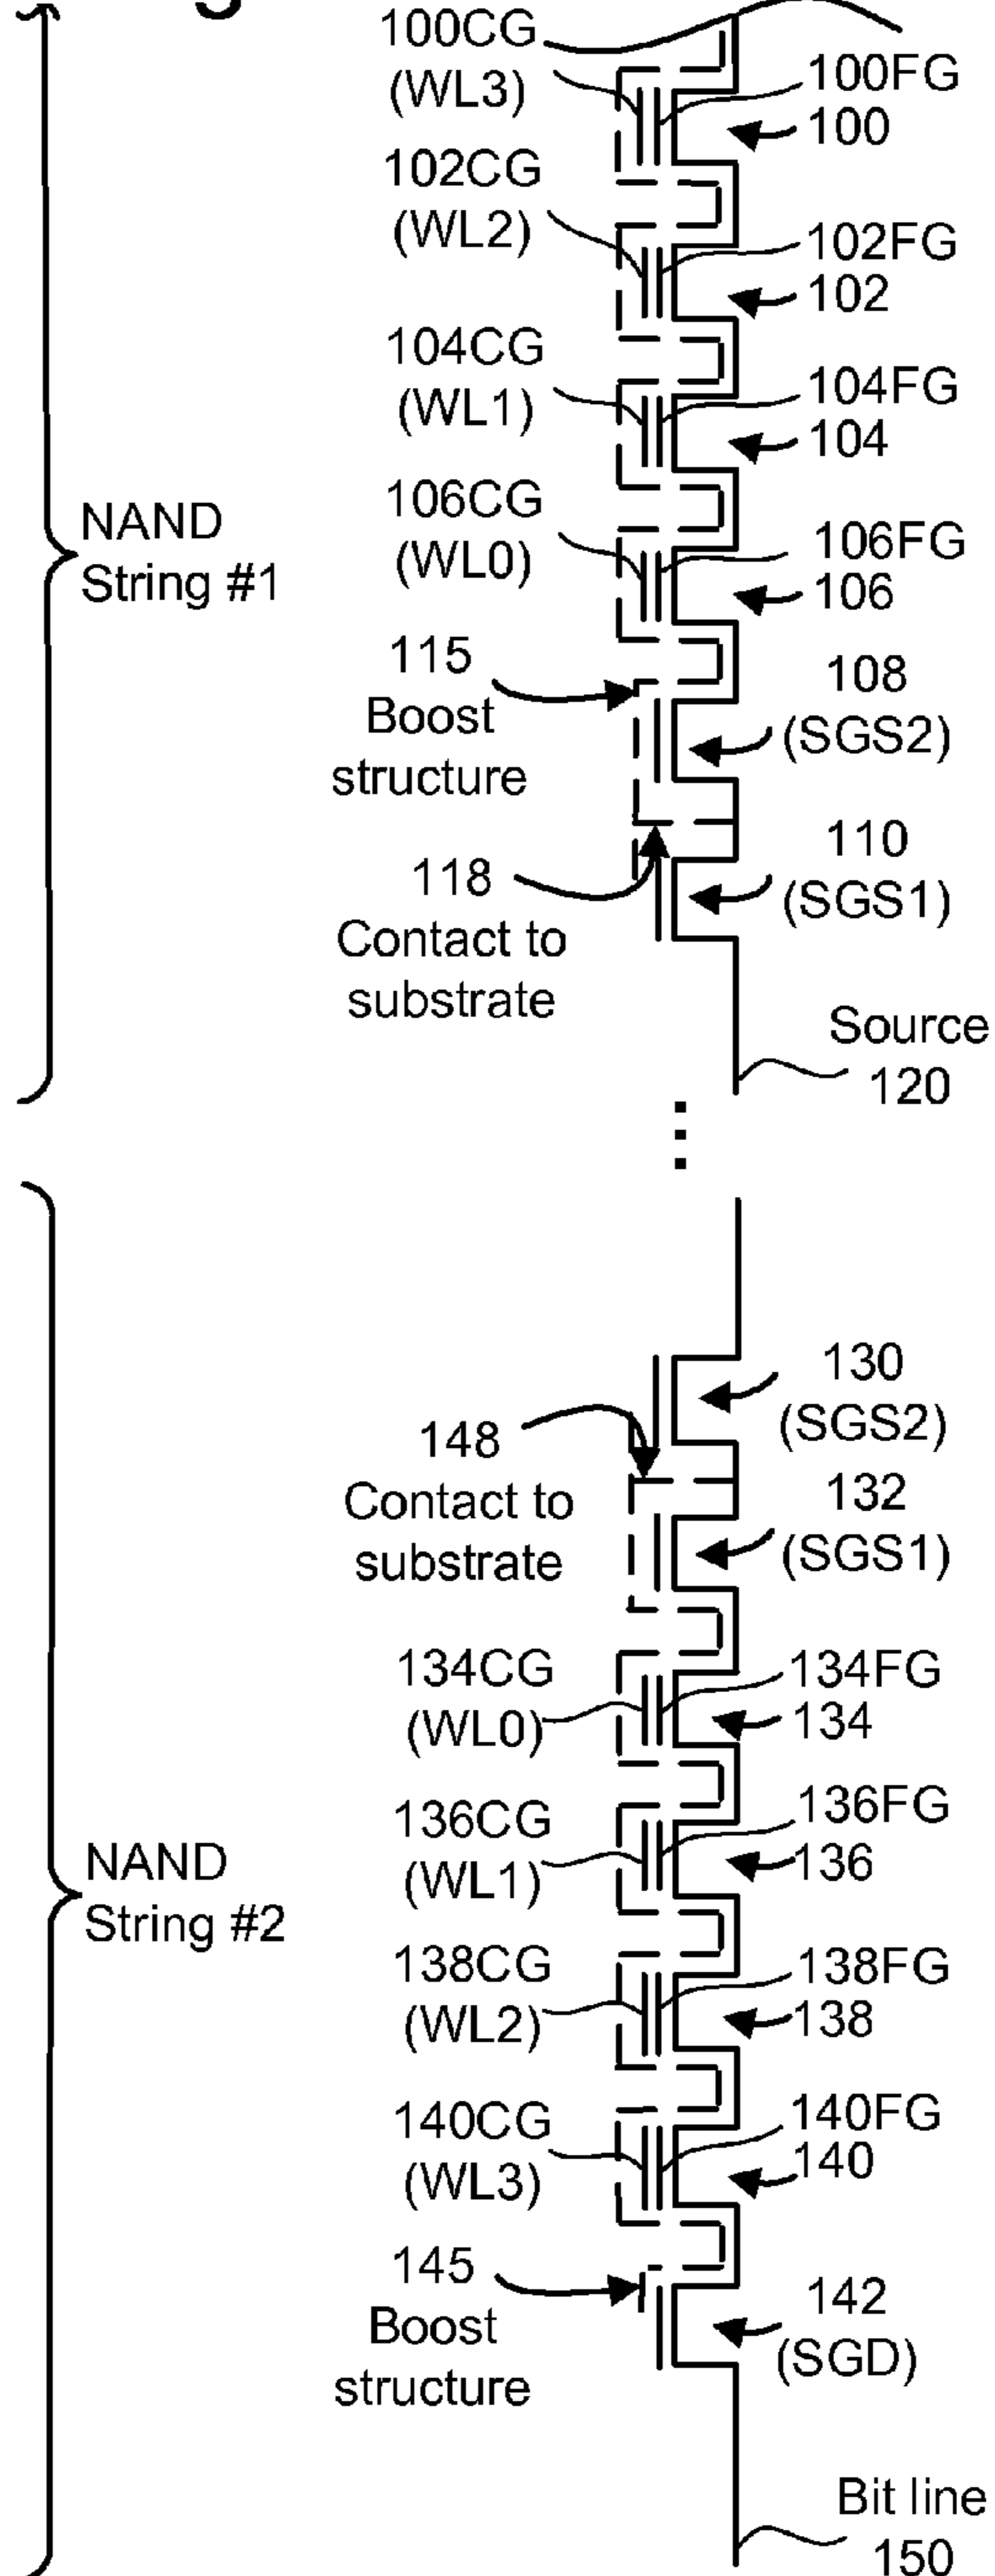 100CG
(WL3)
100FG
100
102CG
(WL2)
102FG
102
104CG
(WL1)
104FG
104
NAND
String #1
106CG
(WL0)
106FG
106
115
Boost
structure
108
(SGS2)
110
(SGS1)
118
Contact to
substrate
Source
120
130
(SGS2)
148
Contact to
substrate
132
(SGS1)
134CG
(WL0)
134FG
134
136CG
(WL1)
136FG
136
NAND
String #2
138CG
(WL2)
138FG
138
140CG
(WL3)
140FG
140
145
Boost
structure
142
(SGD)
Bit line
150